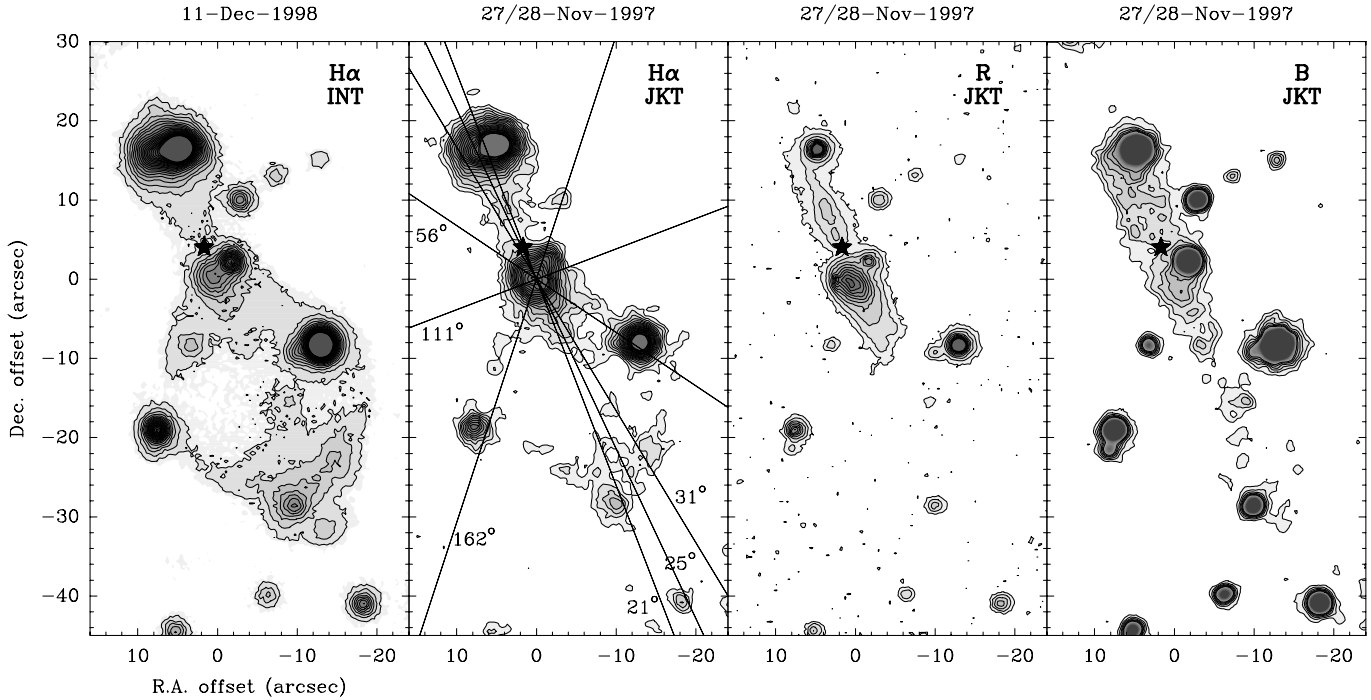 11-Dec-1998
27/28-Nov-1997
27/28-Nov-1997
27/28-Nov-1997
Hα
INT
Hα
JKT
R
JKT
B
JKT
30
20
10
0
−10
−20
−30
−40
Dec. offset (arcsec)
56°
111°
162°
31°
25°
21°
10 0 −10 −20
10 0 −10 −20
10 0 −10 −20
10 0 −10 −20
R.A. offset (arcsec)